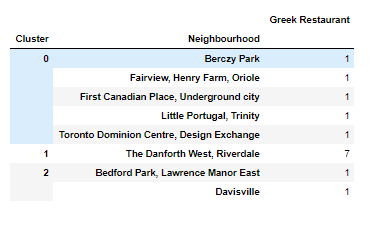 Greek Restaurant
Cluster Neighbourhood
0 Berczy Park 1
Fairview, Henry Farm, Oriole 1
First Canadian Place, Underground city 1
Little Portugal, Trinity 1
Toronto Dominion Centre, Design Exchange 1
1 The Danforth West, Riverdale 7
2 Bedford Park, Lawrence Manor East 1
Davisville 1